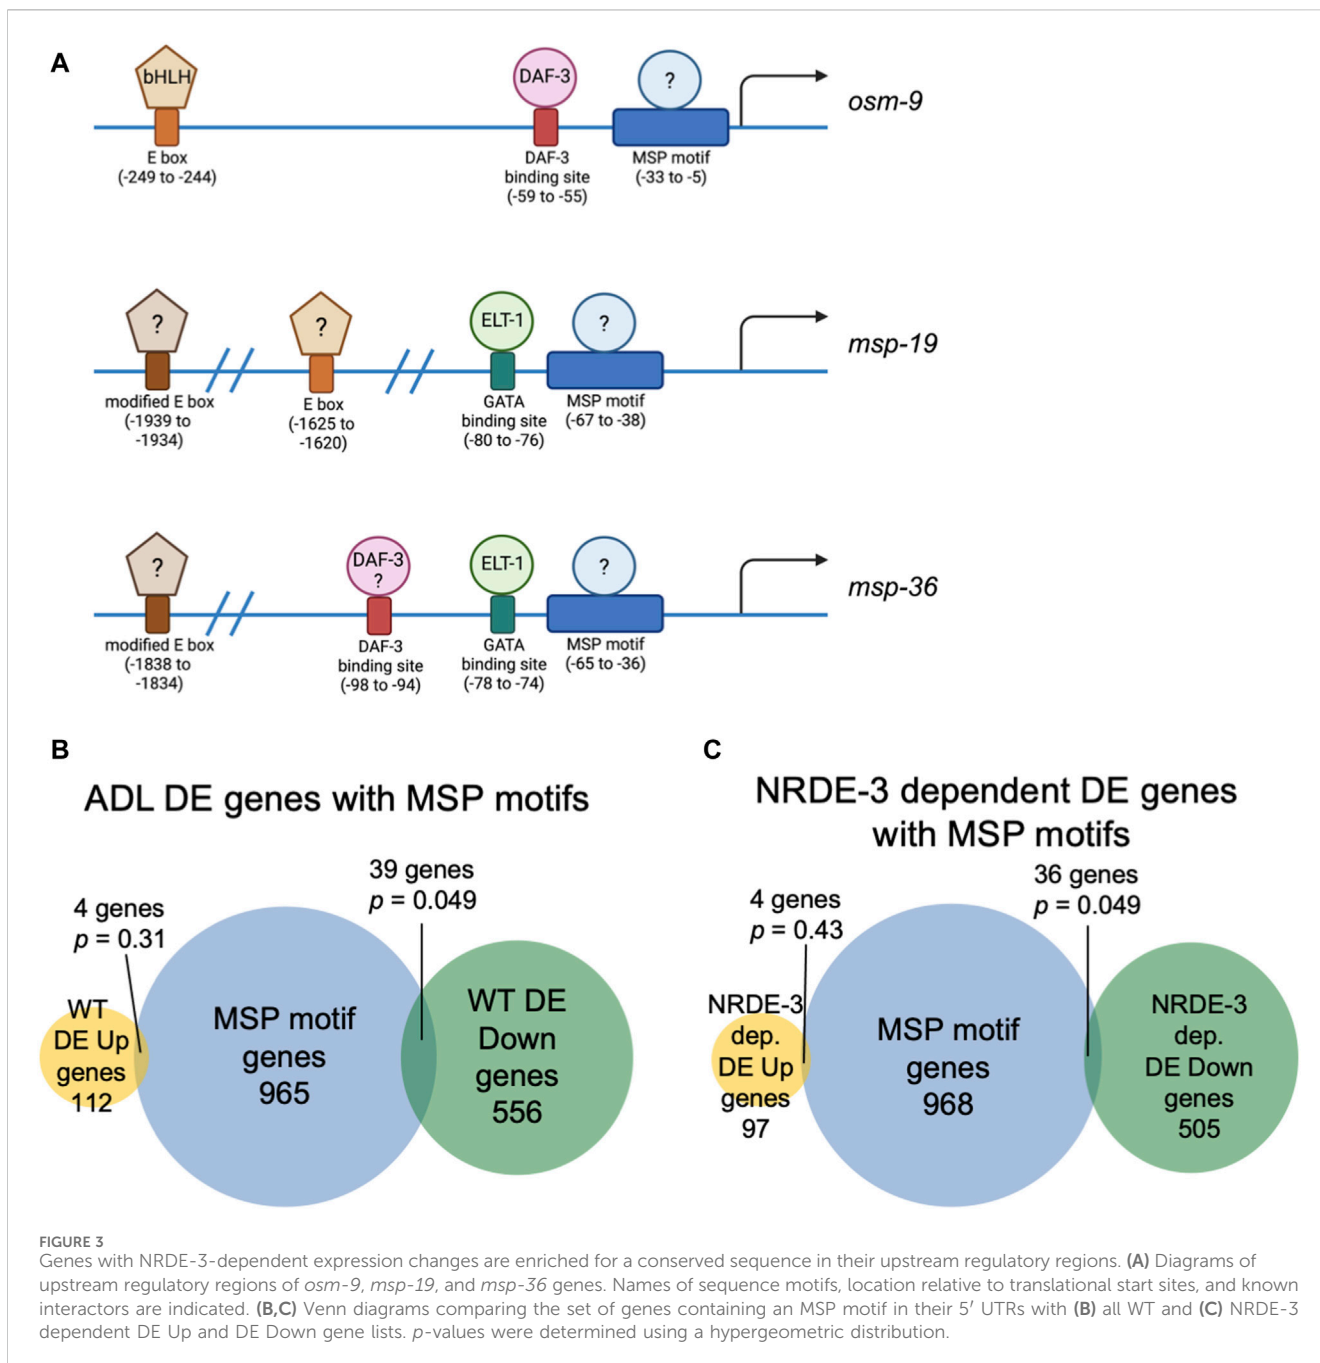 A
bHLH
DAF-3
?
osm-9
E box
(-249 to -244)
DAF-3
binding site
(-59 to -55)
MSP motif
(-33 to -5)
?
?
ELT-1
?
msp-19
modified E box
(-1939 to
-1934)
E box
(-1625 to
-1620)
GATA
binding site
(-80 to -76)
MSP motif
(-67 to -38)
?
DAF-3
?
ELT-1
?
msp-36
modified E box
(-1838 to
-1834)
DAF-3
binding site
(-98 to -94)
GATA
binding site
(-78 to -74)
MSP motif
(-65 to -36)
B
ADL DE genes with MSP motifs
4 genes
p = 0.31
39 genes
p = 0.049
WT
DE Up
genes
112
MSP motif
genes
965
WT DE
Down
genes
556
C
NRDE-3 dependent DE genes
with MSP motifs
4 genes
p = 0.43
36 genes
p = 0.049
NRDE-3
dep.
DE Up
genes
97
MSP motif
genes
968
NRDE-3
dep.
DE Down
genes
505
FIGURE 3
Genes with NRDE-3-dependent expression changes are enriched for a conserved sequence in their upstream regulatory regions. (A) Diagrams of
upstream regulatory regions of osm-9, msp-19, and msp-36 genes. Names of sequence motifs, location relative to translational start sites, and known
interactors are indicated. (B,C) Venn diagrams comparing the set of genes containing an MSP motif in their 5′ UTRs with (B) all WT and (C) NRDE-3
dependent DE Up and DE Down gene lists. p-values were determined using a hypergeometric distribution.